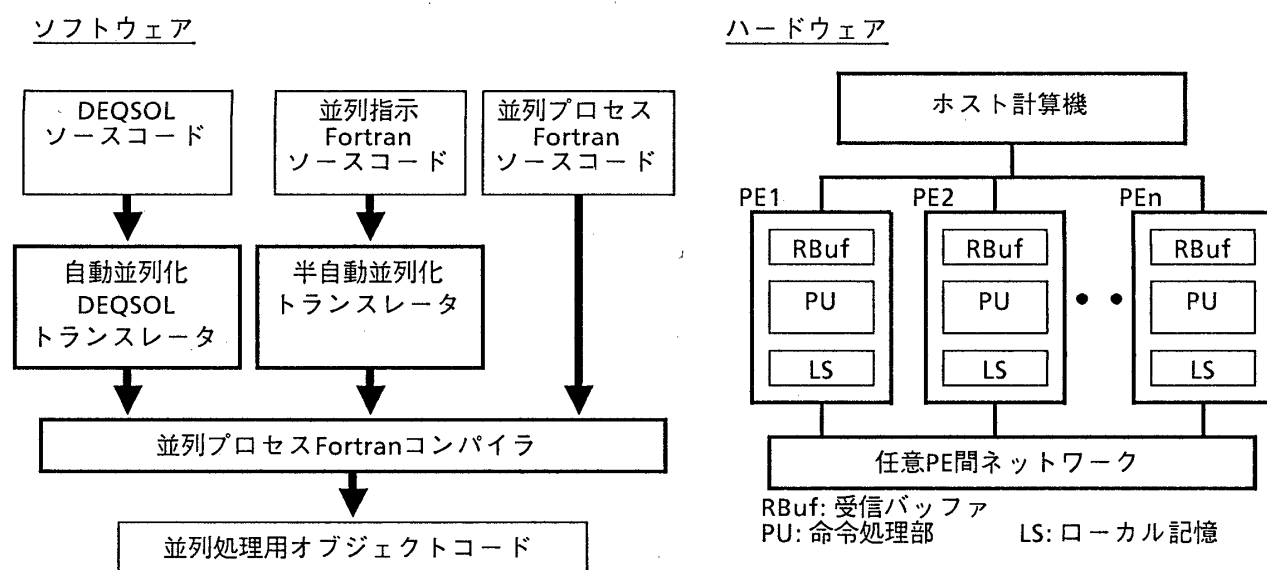 ソフトウェア
DEQSOL
ソースコード
並列指示
Fortran
ソースコード
並列プロセス
Fortran
ソースコード
自動並列化
DEQSOL
トランスレータ
半自動並列化
トランスレータ
並列プロセスFortranコンパイラ
並列処理用オブジェクトコード
ハードウェア
ホスト計算機
PE1
PE2
PEn
RBuf
PU
LS
RBuf
PU
LS
RBuf
PU
LS
任意PE間ネットワーク
RBuf: 受信バッファ
PU: 命令処理部 LS: ローカル記憶